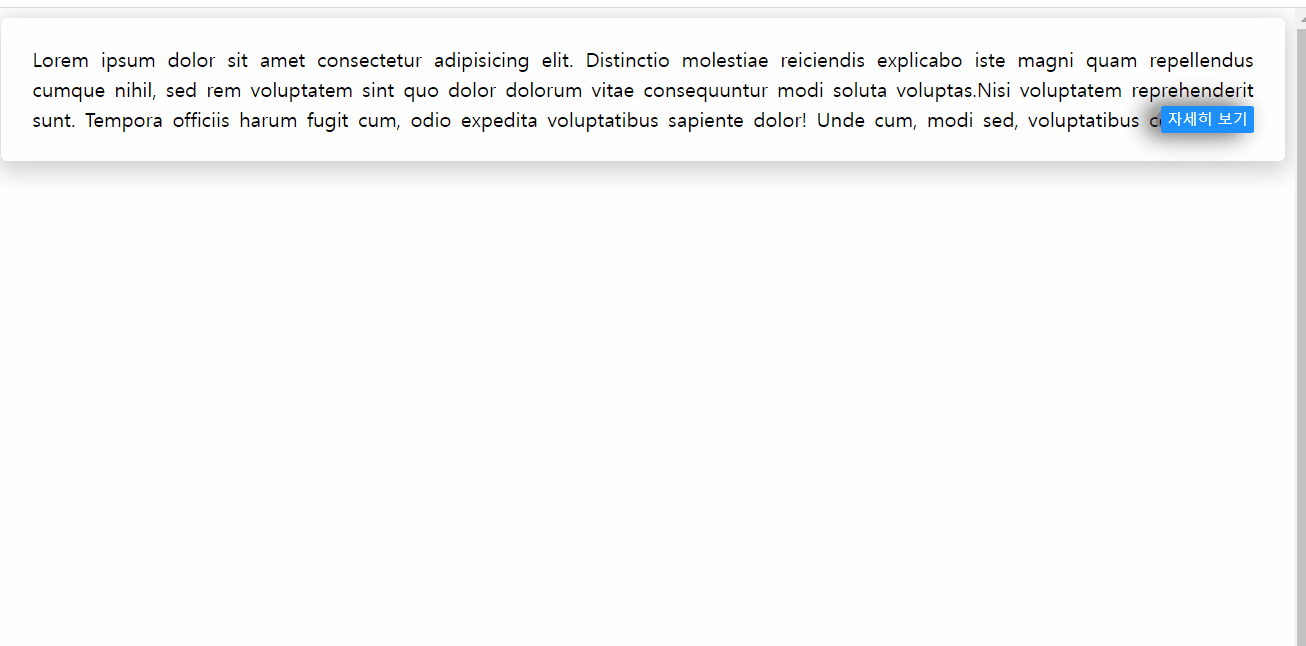 Lorem ipsum dolor sit amet consectetur adipisicing elit. Distinctio molestiae reiciendis explicabo iste magni quam repellendus
cumque nihil, sed rem voluptatem sint quo dolor dolorum vitae consequuntur modi soluta voluptas.Nisi voluptatem reprehenderit
sunt. Tempora officiis harum fugit cum, odio expedita voluptatibus sapiente dolor! Unde cum, modi sed, voluptatibus 자세히 보기